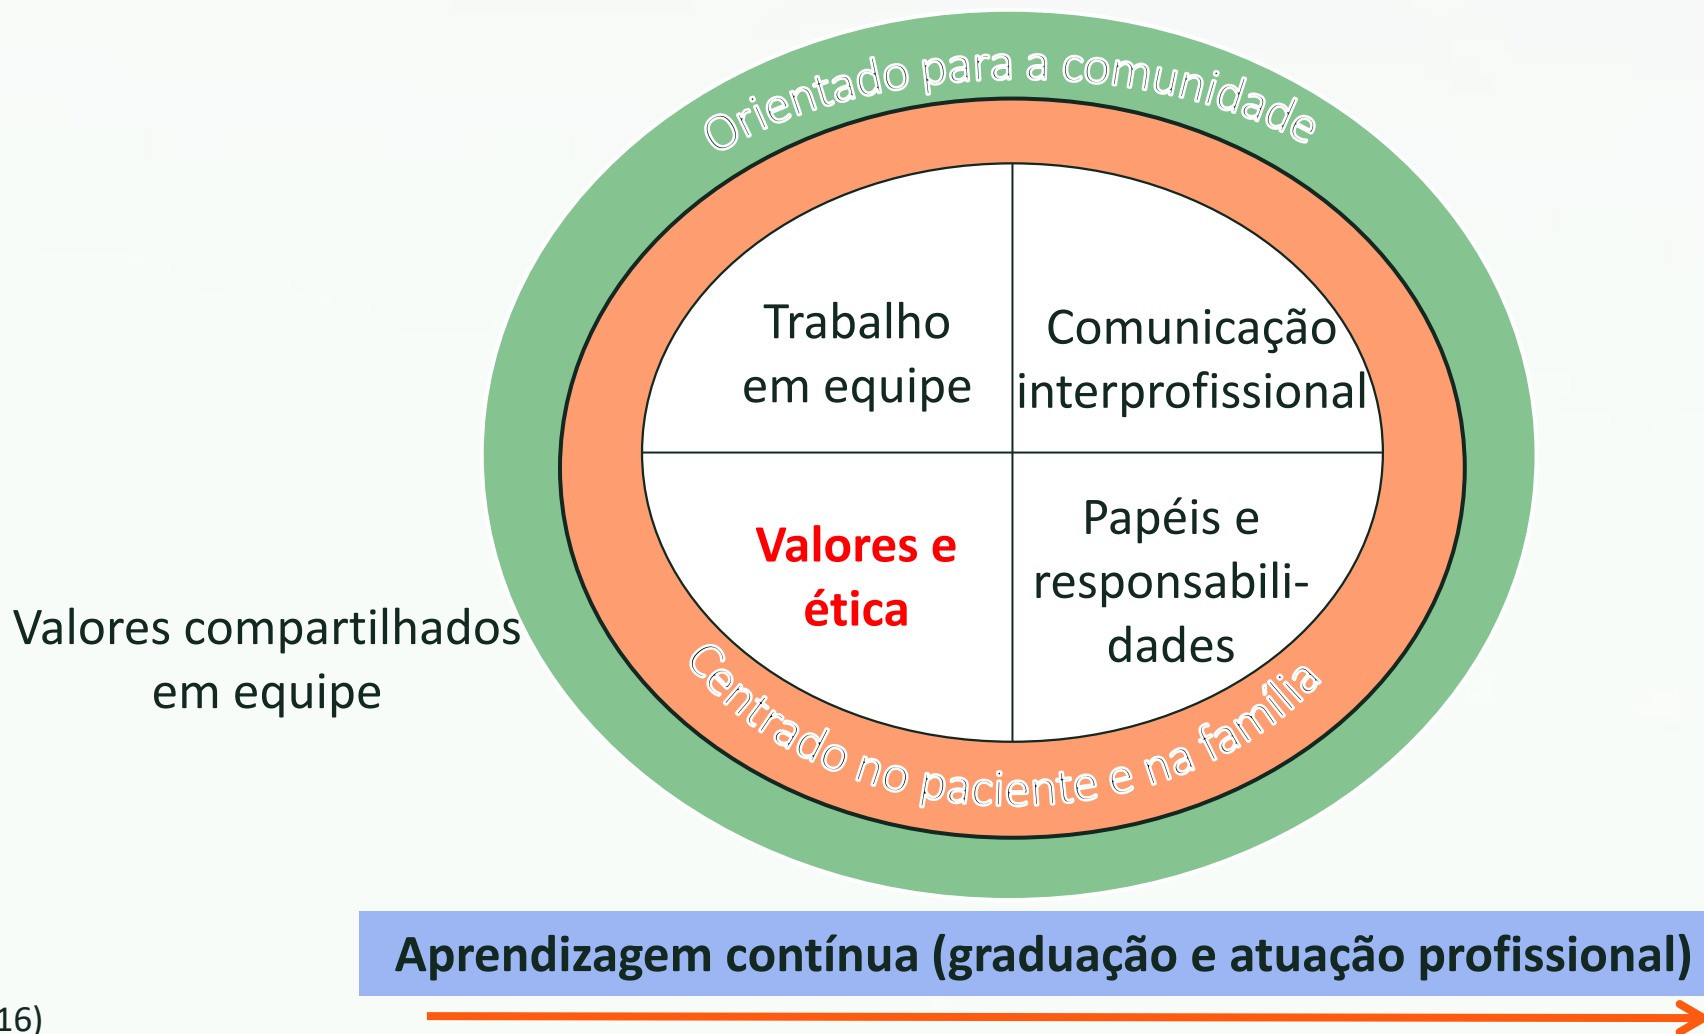 Orientado para a comunidade
Trabalho
em equipe
Comunicação
interprofissional
Valores e
ética
Papéis e
responsabili-
dades
Valores compartilhados
em equipe
Centrado no paciente e na família
Aprendizagem contínua (graduação e atuação profissional)
16)